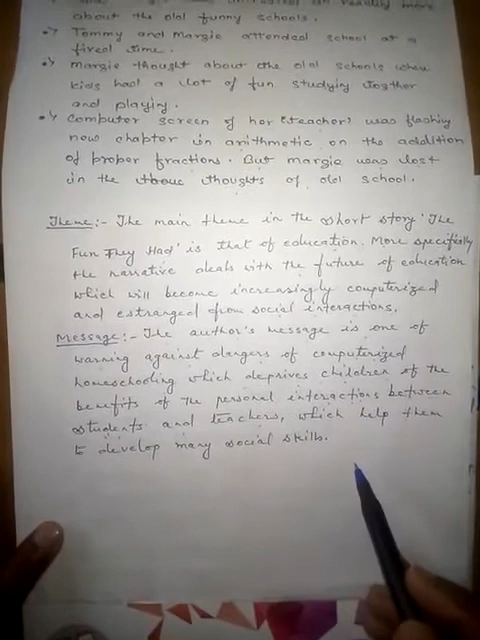 about the old funny schools.
• Tommy and Margie attended school at a
fixed time.
• Margie thought about the old schools when
kids had a lot of fun studying together
and playing.
• Computer screen of her (teacher) was flashing
new chapter in arithmetic on the addition
of proper fractions. But margie was lost
in the thoughts of old school.
Theme:- The main theme in the short story 'The
Fun They Had' is that of education. More specifically
the narrative deals with the future of education
which will become increasingly computerized
and estranged from social interactions.
Message:- The author's message is one of
warning against dangers of computerized
homeschooling which deprives children of the
benefits of the personal interactions between
students and teachers, which help them
to develop many social skills.